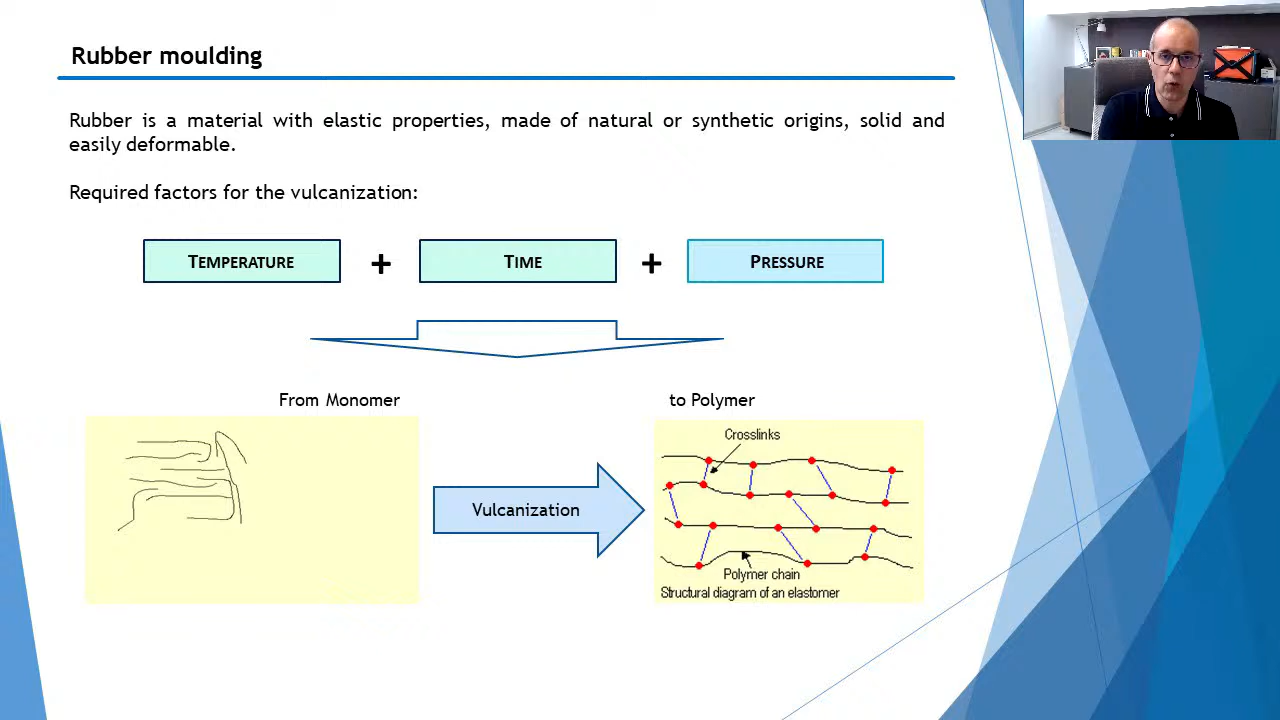 Rubber moulding
Rubber is a material with elastic properties, made of natural or synthetic origins, solid and
easily deformable.
Required factors for the vulcanization:
TEMPERATURE + TIME + PRESSURE
From Monomer
to Polymer
Vulcanization
Crosslinks
Polymer chain
Structural diagram of an elastomer